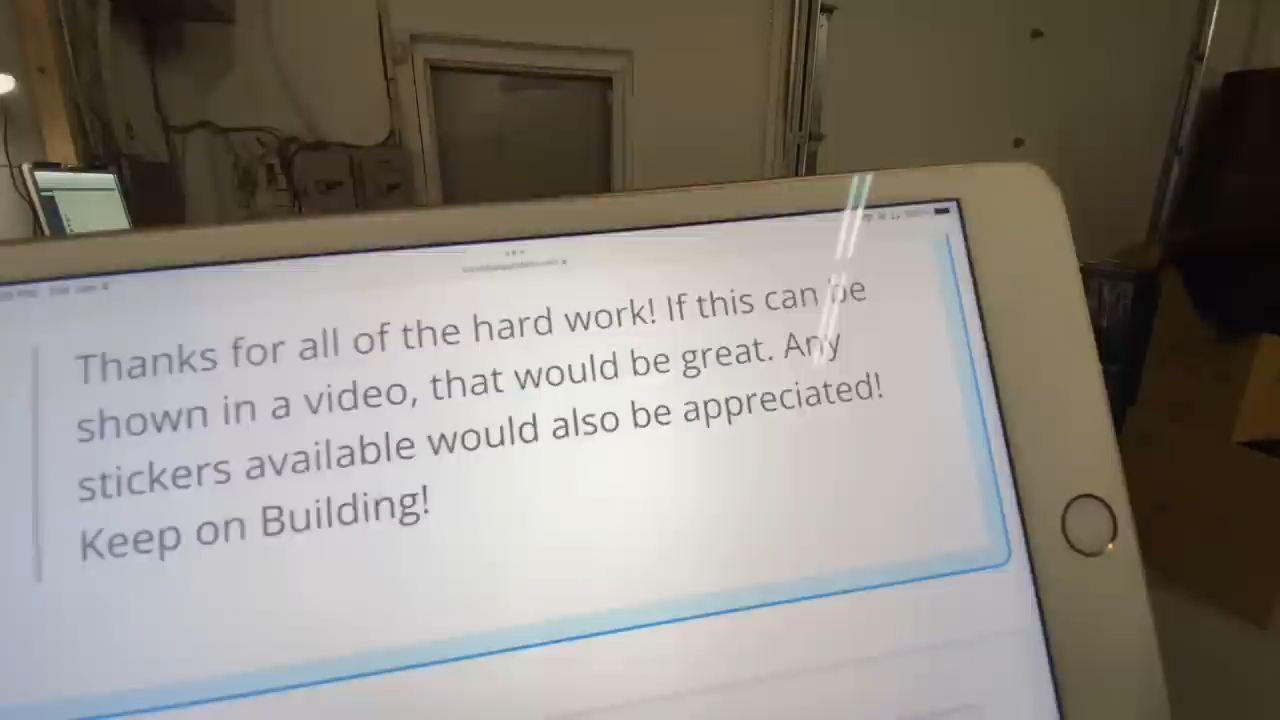 Thanks for all of the hard work! If this can be
shown in a video, that would be great. Any
stickers available would also be appreciated!
Keep on Building!